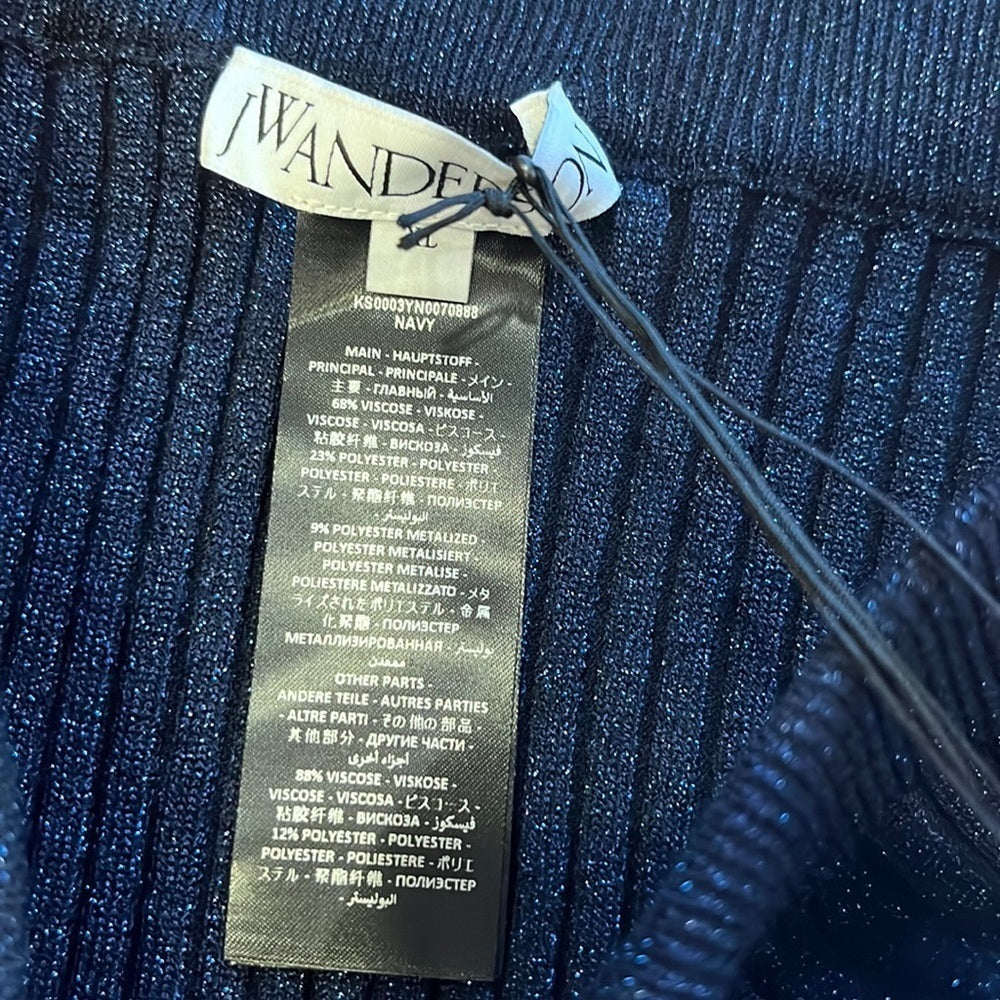 JWANDERSON
KS0003YN0070888
NAVY
MAIN - HAUPTSTOFF -
PRINCIPAL - PRINCIPALE - メイン -
主要 - ГЛАВНЫЙ - الأساسية
68% VISCOSE - VISKOSE -
VISCOSE - VISCOSA - ビスコース -
粘胶纤维 - ВИСКОЗА - فيسكوز
23% POLYESTER - POLYESTER
POLYESTER - POLIESTERE - ポリエ
ステル - 聚酯纤维 - ПОЛИЭСТЕР
- البوليستر
9% POLYESTER METALIZED -
POLYESTER METALISIERT -
POLYESTER METALISE -
POLIESTERE METALIZZATO - メタ
ライズされたポリエステル - 金属
化聚酯 - ПОЛИЭСТЕР
МЕТАЛЛИЗИРОВАННАЯ - بوليستر
ممعدن
OTHER PARTS -
ANDERE TEILE - AUTRES PARTIES
- ALTRE PARTI - その他の部品 -
其他部分 - ДРУГИЕ ЧАСТИ -
أجزاء أخرى
88% VISCOSE - VISKOSE -
VISCOSE - VISCOSA - ビスコース -
粘胶纤维 - ВИСКОЗА - فيسكوز
12% POLYESTER - POLYESTER -
POLYESTER - POLIESTERE - ポリエ
ステル - 聚酯纤维 - ПОЛИЭСТЕР
- البوليستر